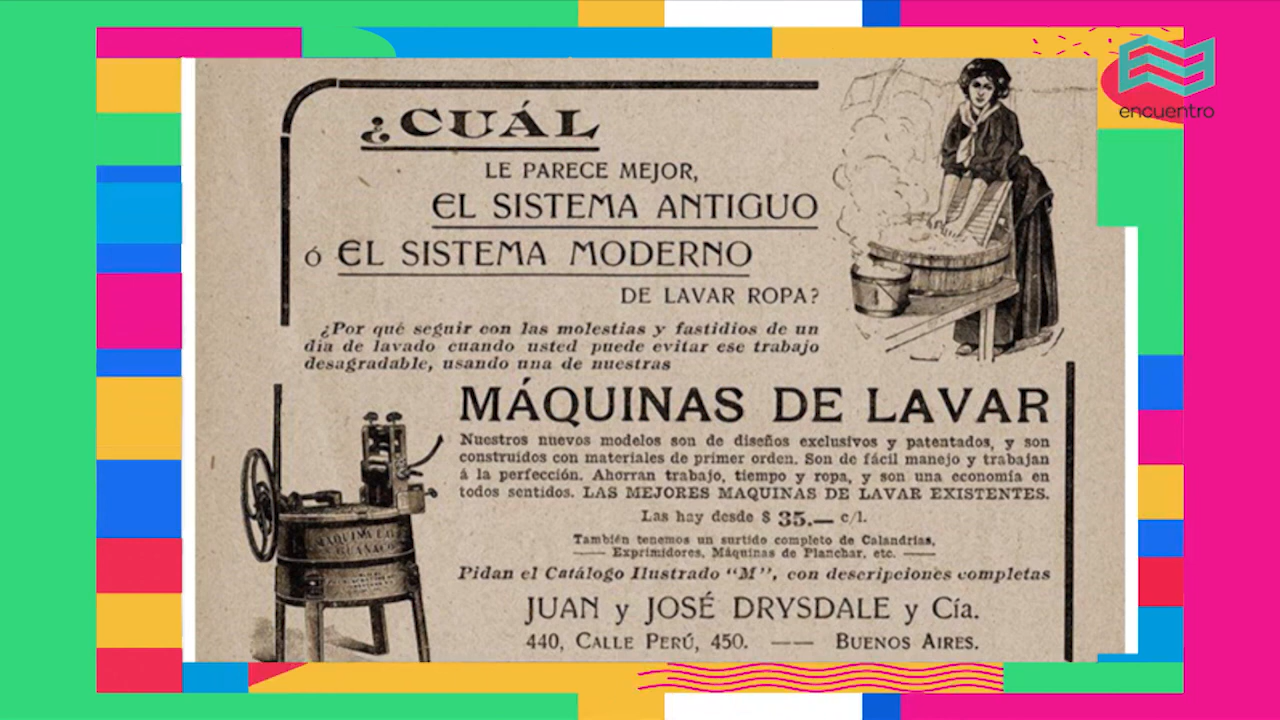 encuentro
¿CUÁL
LE PARECE MEJOR,
EL SISTEMA ANTIGUO
ó EL SISTEMA MODERNO
DE LAVAR ROPA?
¿Por qué seguir con las molestias y fastidios de un
dia de lavado cuando usted puede evitar ese trabajo
desagradable, usando una de nuestras
MÁQUINAS DE LAVAR
Nuestros nuevos modelos son de diseños exclusivos y patentados, y son
construidos con materiales de primer orden. Son de fácil manejo y trabajan
á la perfección. Ahorran trabajo, tiempo y ropa, y son una economía en
todos sentidos. LAS MEJORES MAQUINAS DE LAVAR EXISTENTES.
Las hay desde $ 35.— c/l.
También tenemos un surtido completo de Calandrias,
—— Exprimidores, Máquinas de Planchar, etc. ——
Pidan el Catálogo Ilustrado “M”, con descripciones completas
JUAN y JOSÉ DRYSDALE y Cía.
440, CALLE PERÚ, 450. —— BUENOS AIRES.
MAQUINA
GUANACO